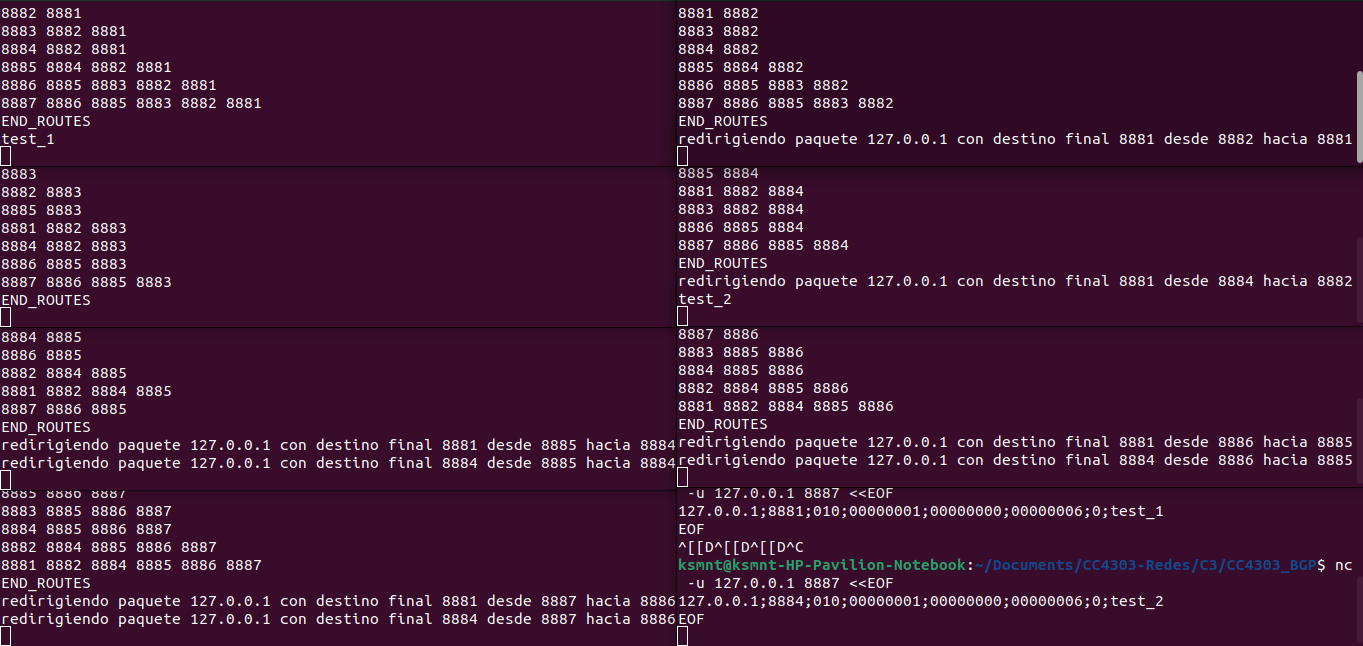 8882 8881
8883 8882 8881
8884 8882 8881
8885 8884 8882 8881
8886 8885 8883 8882 8881
8887 8886 8885 8883 8882 8881
END_ROUTES
test_1
8881 8882
8883 8882
8884 8882
8885 8884 8882
8886 8885 8883 8882
8887 8886 8885 8883 8882
END_ROUTES
redirigiendo paquete 127.0.0.1 con destino final 8881 desde 8882 hacia 8881
8883
8882 8883
8885 8883
8881 8882 8883
8884 8882 8883
8886 8885 8883
8887 8886 8885 8883
END_ROUTES
8885 8884
8881 8882 8884
8883 8882 8884
8886 8885 8884
8887 8886 8885 8884
END_ROUTES
redirigiendo paquete 127.0.0.1 con destino final 8881 desde 8884 hacia 8882
test_2
8884 8885
8886 8885
8882 8884 8885
8881 8882 8884 8885
8887 8886 8885
END_ROUTES
redirigiendo paquete 127.0.0.1 con destino final 8881 desde 8885 hacia 8884
redirigiendo paquete 127.0.0.1 con destino final 8884 desde 8885 hacia 8884
8887 8886
8883 8885 8886
8884 8885 8886
8882 8884 8885 8886
8881 8882 8884 8885 8886
END_ROUTES
redirigiendo paquete 127.0.0.1 con destino final 8881 desde 8886 hacia 8885
redirigiendo paquete 127.0.0.1 con destino final 8884 desde 8886 hacia 8885
8885 8886 8887
8883 8885 8886 8887
8884 8885 8886 8887
8882 8884 8885 8886 8887
8881 8882 8884 8885 8886 8887
END_ROUTES
redirigiendo paquete 127.0.0.1 con destino final 8881 desde 8887 hacia 8886
redirigiendo paquete 127.0.0.1 con destino final 8884 desde 8887 hacia 8886
-u 127.0.0.1 8887 <<EOF
127.0.0.1;8881;010;00000001;00000000;00000006;0;test_1
EOF
^[[D^[[D^[[D^C
ksmnt@ksmnt-HP-Pavilion-Notebook:~/Documents/CC4303-Redes/C3/CC4303_BGP$ nc
-u 127.0.0.1 8887 <<EOF
127.0.0.1;8884;010;00000001;00000000;00000006;0;test_2
EOF